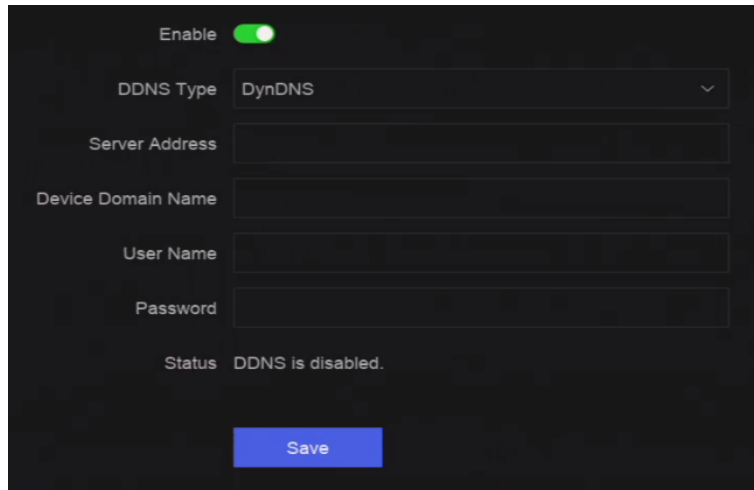 Enable
DDNS Type DynDNS
Server Address
Device Domain Name
User Name
Password
Status DDNS is disabled.
Save